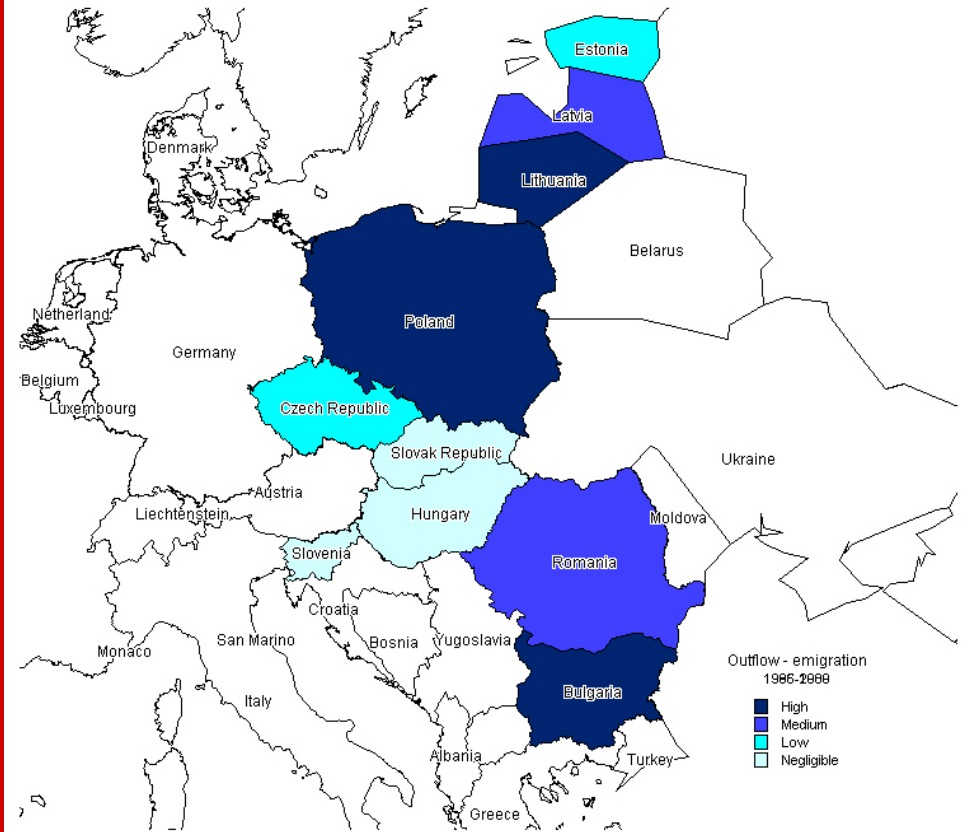 Estonia
Latvia
Denmark
Lithuania
Belarus
Netherland
Poland
Germany
Belgium
Luxembourg
Czech Republic
Slovak Republic
Ukraine
Austria
Liechtenstein
Hungary
Moldova
Slovenia
Romania
Croatia
San Marino
Bosnia
Yugoslavia
Monaco
Outflow - emigration
Bulgaria
Italy
High
Medium
Low
Albania
Turkey
Negligible
Greece